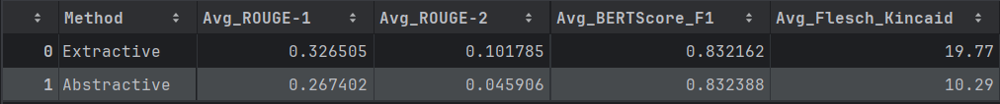 Method Avg_ROUGE-1 Avg_ROUGE-2 Avg_BERTScore_F1 Avg_Flesch_Kincaid
0 Extractive 0.326505 0.101785 0.832162 19.77
1 Abstractive 0.267402 0.045906 0.832388 10.29